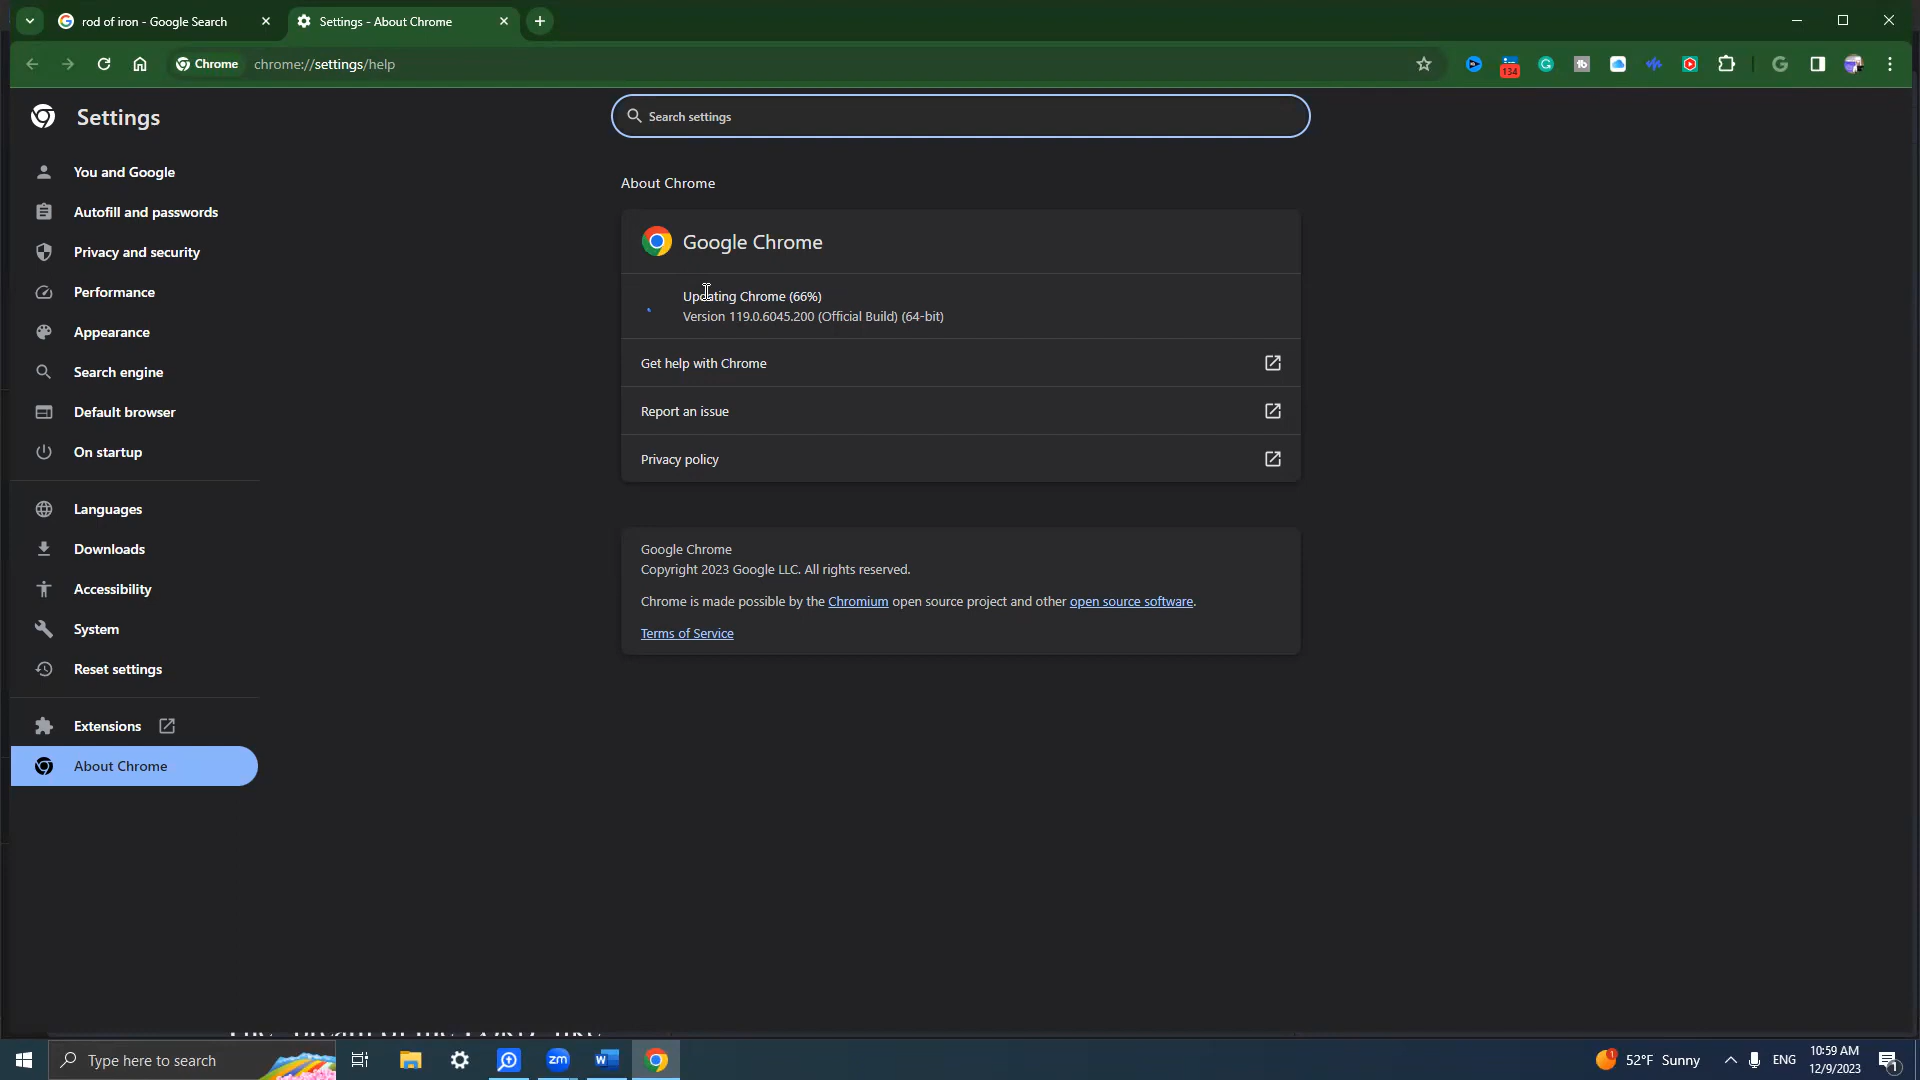 rod of iron - Google Search
Settings - About Chrome
Chrome
chrome://settings/help
134
Settings
Search settings
You and Google
Autofill and passwords
Privacy and security
Performance
Appearance
Search engine
Default browser
On startup
Languages
Downloads
Accessibility
System
Reset settings
Extensions
About Chrome
About Chrome
Google Chrome
Updating Chrome (66%)
Version 119.0.6045.200 (Official Build) (64-bit)
Get help with Chrome
Report an issue
Privacy policy
Google Chrome
Copyright 2023 Google LLC. All rights reserved.
Chrome is made possible by the Chromium open source project and other open source software.
Terms of Service
Type here to search
zm
W
1
52°F Sunny
ENG
10:59 AM
12/9/2023
1